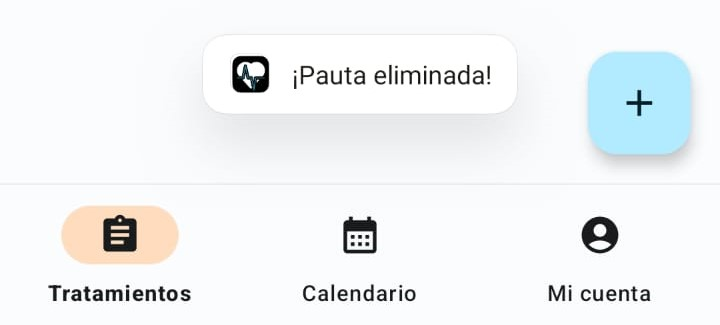 ¡Pauta eliminada!
Tratamientos
Calendario
Mi cuenta